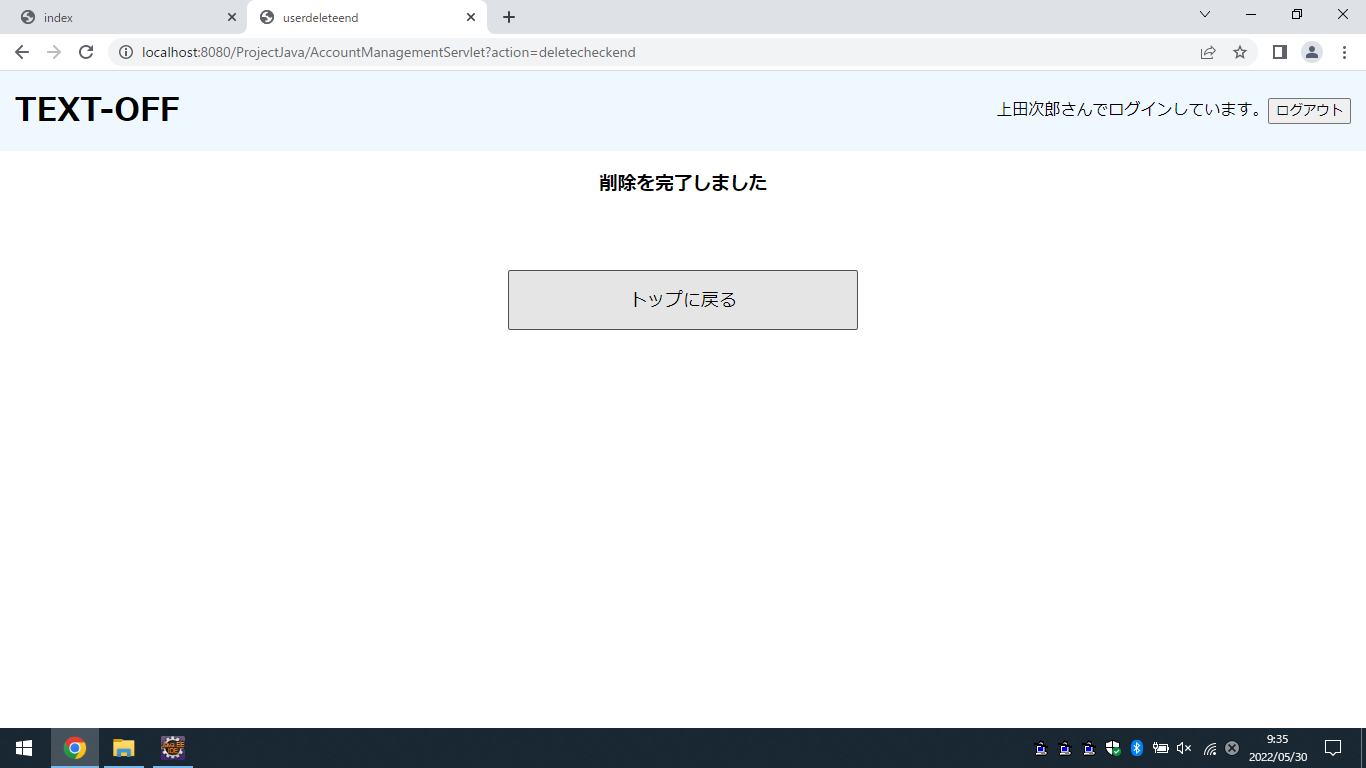 index
userdeleteend
localhost:8080/ProjectJava/AccountManagementServlet?action=deletecheckend
TEXT-OFF
上田次郎さんでログインしています。 ログアウト
削除を完了しました
トップに戻る
9:35
2022/05/30